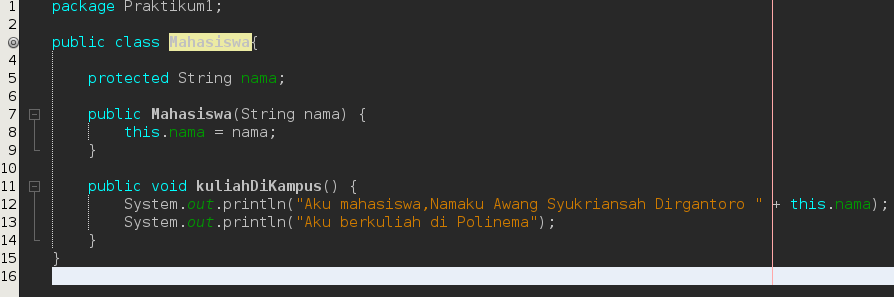 1 package Praktikum1;
2
public class Mahasiswa{
4
5 protected String nama;
6
7 public Mahasiswa(String nama) {
8 this.nama = nama;
9 }
10
11 public void kuliahDiKampus() {
12 System.out.println("Aku mahasiswa,Namaku Awang Syukriansah Dirgantoro " + this.nama);
13 System.out.println("Aku berkuliah di Polinema");
14 }
15 }
16